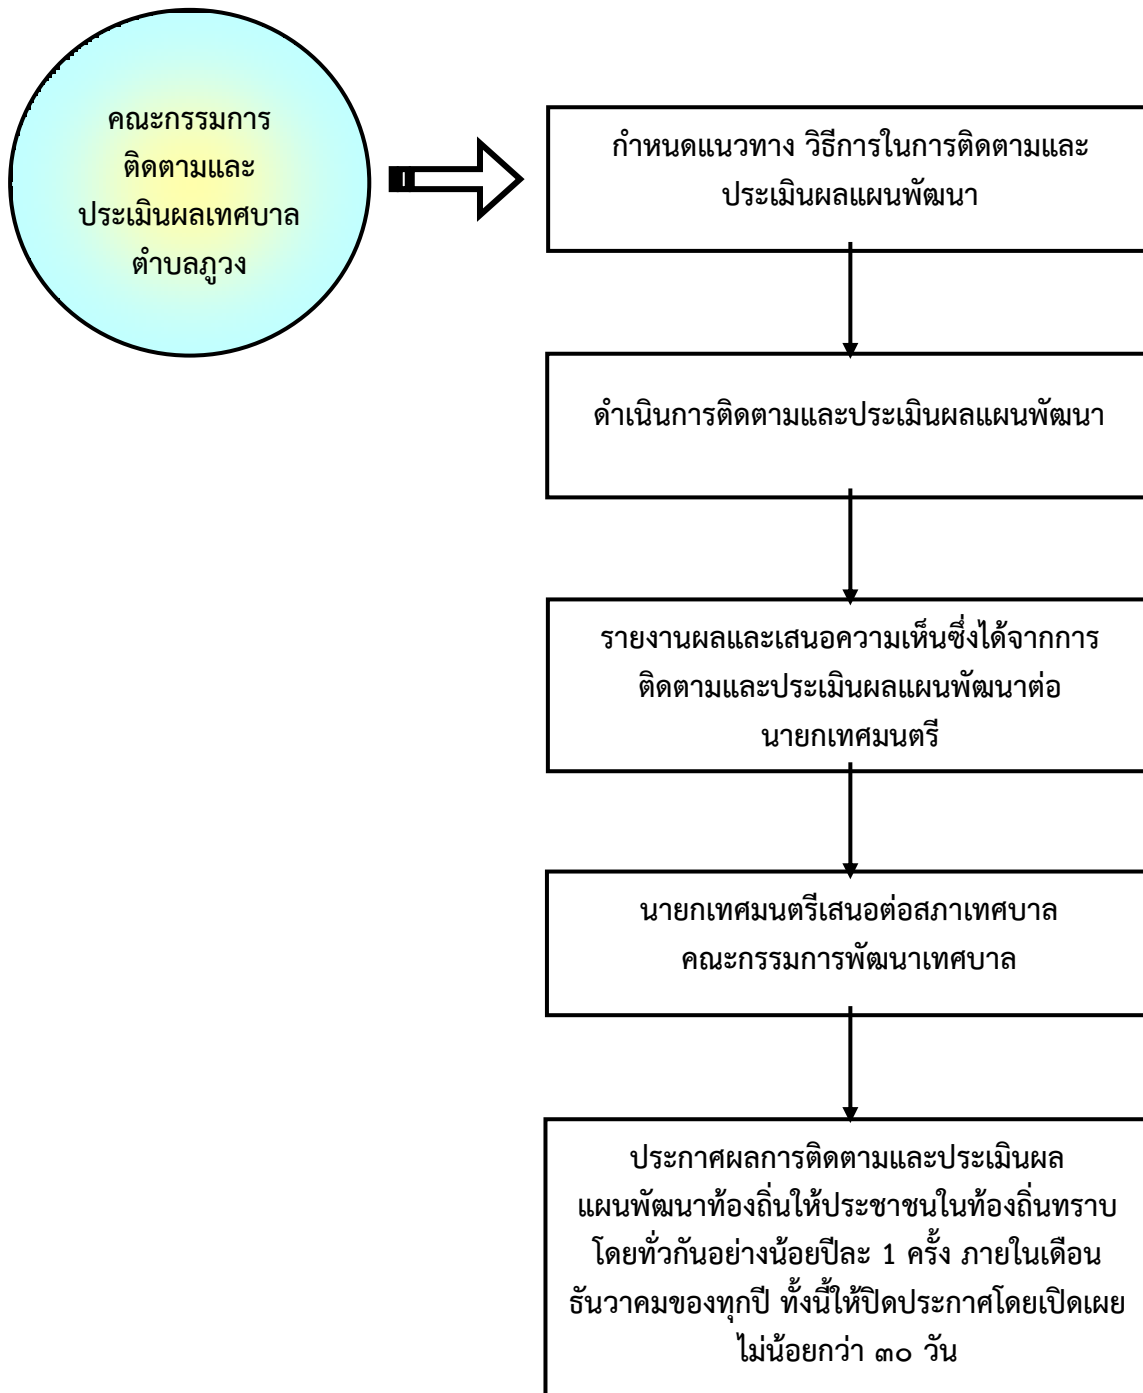 คณะกรรมการ
ติดตามและ
ประเมินผลเทศบาล
ตำบลภูวง
กำหนดแนวทาง วิธีการในการติดตามและ
ประเมินผลแผนพัฒนา
ดำเนินการติดตามและประเมินผลแผนพัฒนา
รายงานผลและเสนอความเห็นซึ่งได้จากการ
ติดตามและประเมินผลแผนพัฒนาต่อ
นายกเทศมนตรี
นายกเทศมนตรีเสนอต่อสภาเทศบาล
คณะกรรมการพัฒนาเทศบาล
ประกาศผลการติดตามและประเมินผล
แผนพัฒนาท้องถิ่นให้ประชาชนในท้องถิ่นทราบ
โดยทั่วกันอย่างน้อยปีละ 1 ครั้ง ภายในเดือน
ธันวาคมของทุกปี ทั้งนี้ให้ปิดประกาศโดยเปิดเผย
ไม่น้อยกว่า ๓๐ วัน